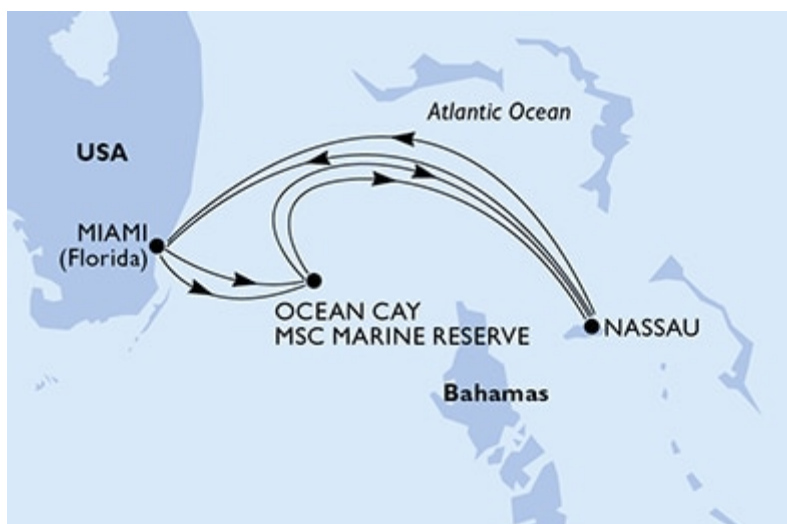 Atlantic Ocean
USA
MIAMI
(Florida)
OCEAN CAY
MSC MARINE RESERVE
NASSAU
Bahamas